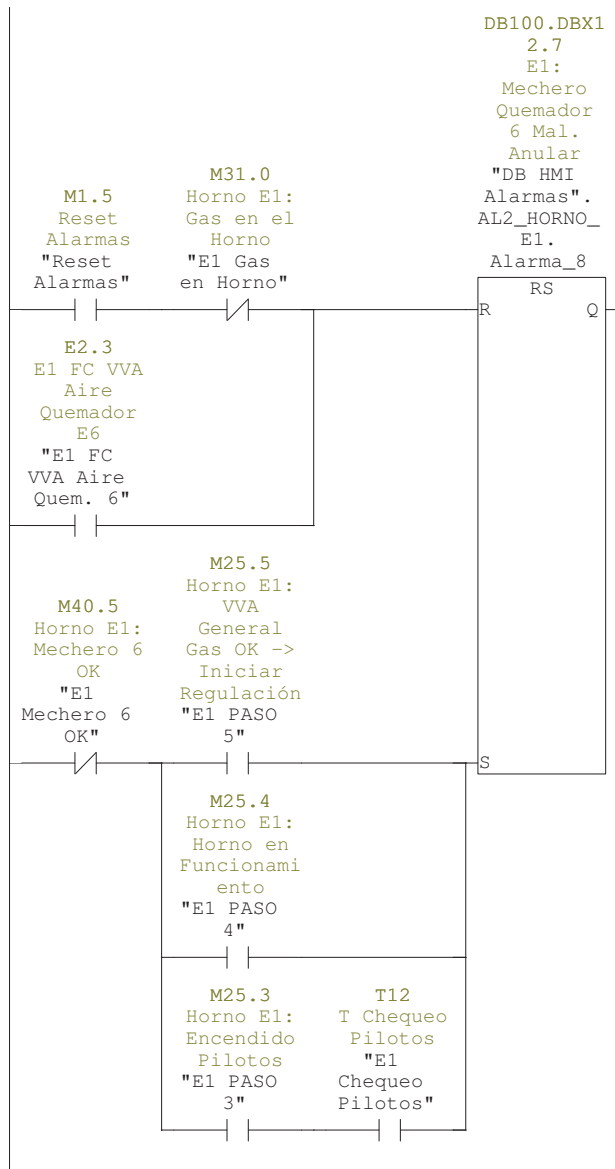 DB100.DBX1
2.7
E1:
Mechero
Quemador
6 Mal.
Anular
"DB HMI
Alarmas".
AL2_HORNO_
E1.
Alarma_8
M1.5
Reset
Alarmas
"Reset
Alarmas"
M31.0
Horno E1:
Gas en el
Horno
"E1 Gas
en Horno"
RS
R
Q
E2.3
E1 FC VVA
Aire
Quemador
E6
"E1 FC
VVA Aire
Quem. 6"
M40.5
Horno E1:
Mechero 6
OK
"E1
Mechero 6
OK"
M25.5
Horno E1:
VVA
General
Gas OK ->
Iniciar
Regulación
"E1 PASO
5"
S
M25.4
Horno E1:
Horno en
Funcionami
ento
"E1 PASO
4"
M25.3
Horno E1:
Encendido
Pilotos
"E1 PASO
3"
T12
T Chequeo
Pilotos
"E1
Chequeo
Pilotos"